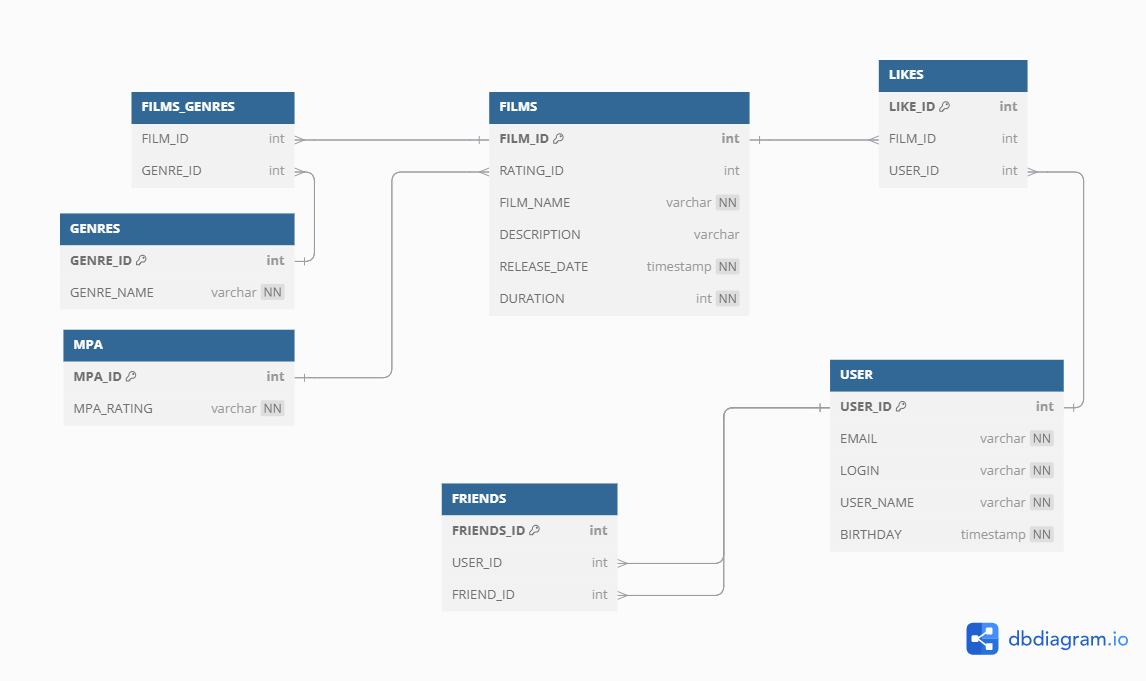 FILMS_GENRES
FILM_ID int
GENRE_ID int
GENRES
GENRE_ID int
GENRE_NAME varchar NN
MPA
MPA_ID int
MPA_RATING varchar NN
FILMS
FILM_ID int
RATING_ID int
FILM_NAME varchar NN
DESCRIPTION varchar
RELEASE_DATE timestamp NN
DURATION int NN
LIKES
LIKE_ID int
FILM_ID int
USER_ID int
USER
USER_ID int
EMAIL varchar NN
LOGIN varchar NN
USER_NAME varchar NN
BIRTHDAY timestamp NN
FRIENDS
FRIENDS_ID int
USER_ID int
FRIEND_ID int
dbdiagram.io